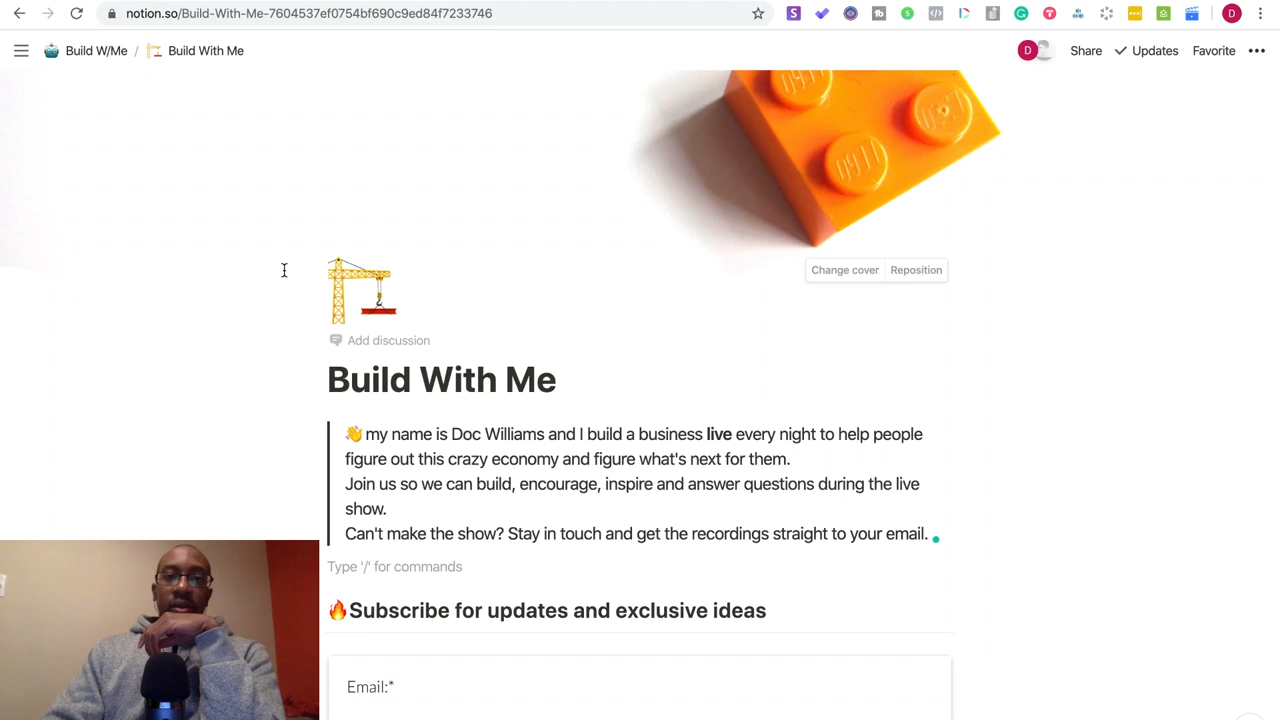 notion.so/Build-With-Me-7604537ef0754bf690c9ed84f7233746
Build W/Me / Build With Me
D Share Updates Favorite
Change cover Reposition
Add discussion
Build With Me
my name is Doc Williams and I build a business live every night to help people
figure out this crazy economy and figure what's next for them.
Join us so we can build, encourage, inspire and answer questions during the live
show.
Can't make the show? Stay in touch and get the recordings straight to your email.
Type '/' for commands
Subscribe for updates and exclusive ideas
Email:*